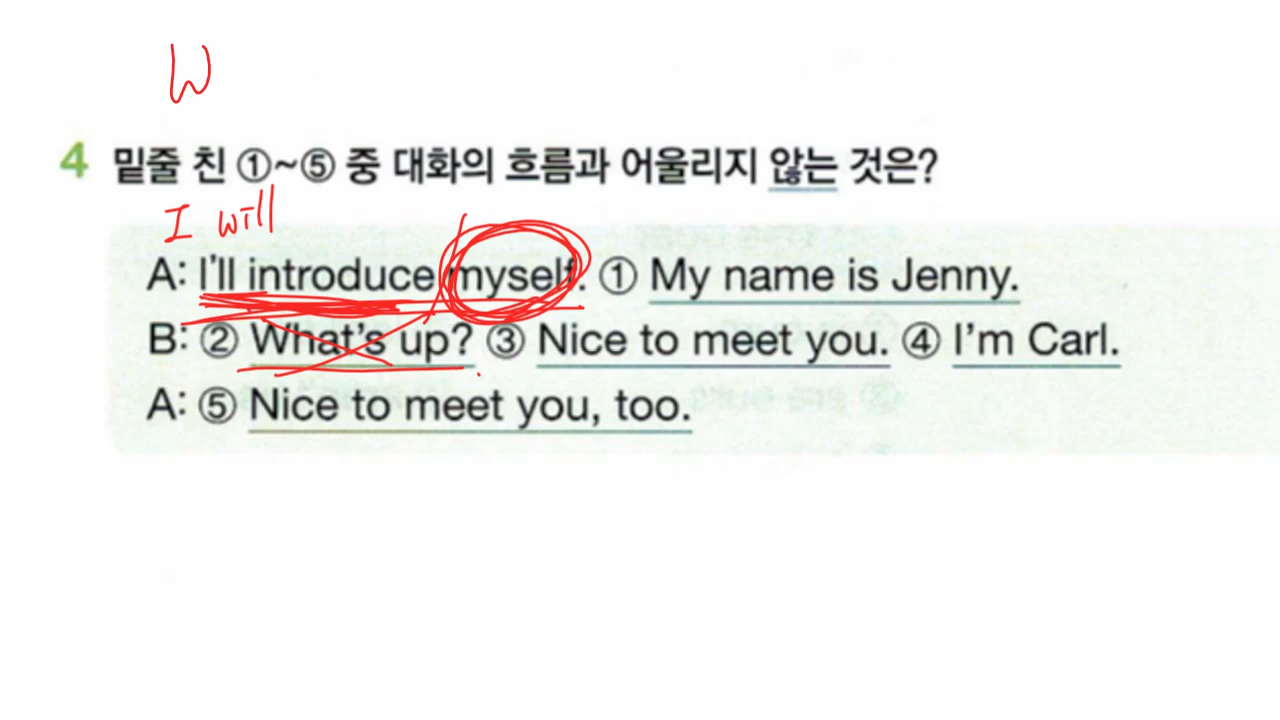 W
4 밑줄 친 ①~⑤ 중 대화의 흐름과 어울리지 않는 것은?
I will
A: I'll introduce myself. ① My name is Jenny.
B: ② What's up? ③ Nice to meet you. ④ I'm Carl.
A: ⑤ Nice to meet you, too.